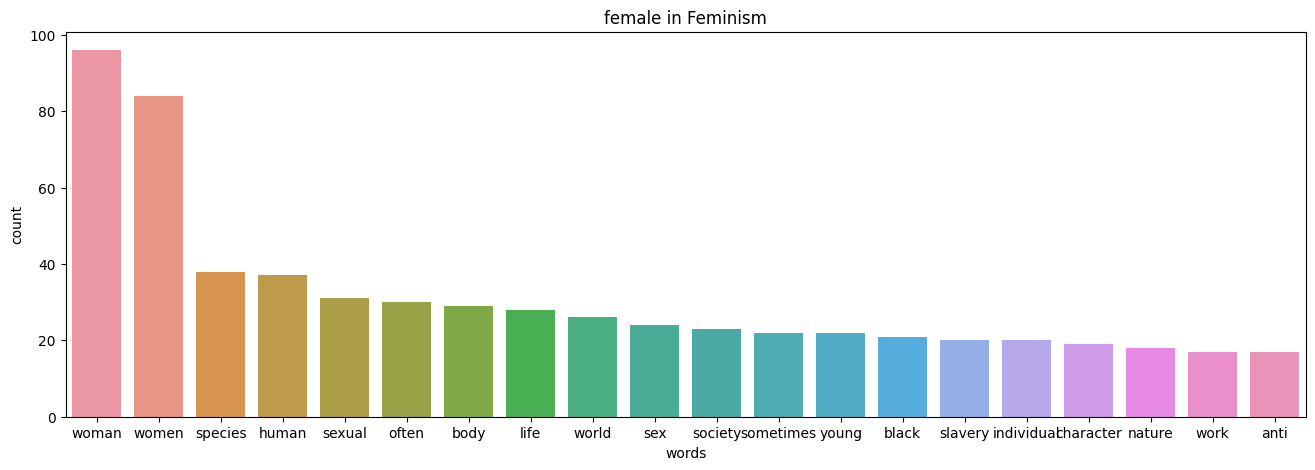 female in Feminism
100
80
60
40
20
0
count
woman women species human sexual often body life world sex society sometimes young black slavery individual character nature work anti
words